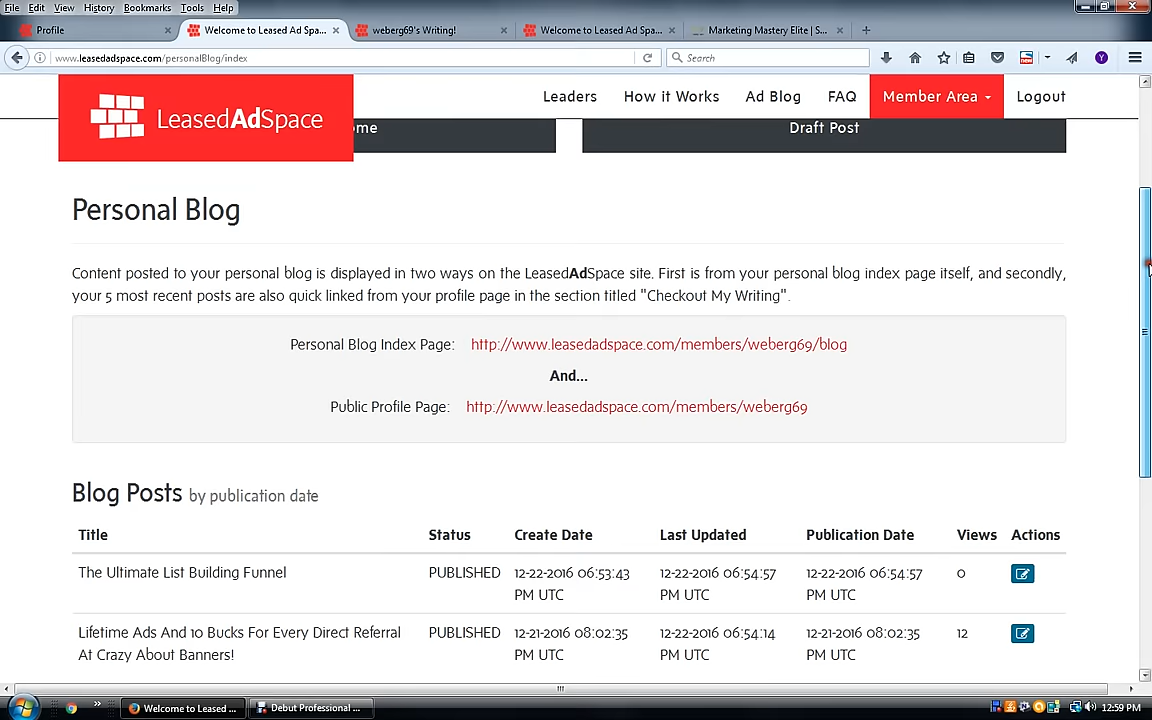 File Edit View History Bookmarks Tools Help
Profile × Welcome to Leased Ad Spa... × weberg69's Writing! × Welcome to Leased Ad Spa... × Marketing Mastery Elite | S... × +
www.leasedadspace.com/personalBlog/index Search
LeasedAdSpace
Leaders How it Works Ad Blog FAQ Member Area Logout
ome Draft Post
Personal Blog
Content posted to your personal blog is displayed in two ways on the LeasedAdSpace site. First is from your personal blog index page itself, and secondly,
your 5 most recent posts are also quick linked from your profile page in the section titled "Checkout My Writing".
Personal Blog Index Page: http://www.leasedadspace.com/members/weberg69/blog
And...
Public Profile Page: http://www.leasedadspace.com/members/weberg69
Blog Posts by publication date
Title Status Create Date Last Updated Publication Date Views Actions
The Ultimate List Building Funnel PUBLISHED 12-22-2016 06:53:43 12-22-2016 06:54:57 12-22-2016 06:54:57 0
PM UTC PM UTC PM UTC
Lifetime Ads And 10 Bucks For Every Direct Referral PUBLISHED 12-21-2016 08:02:35 12-22-2016 06:54:14 12-21-2016 08:02:35 12
At Crazy About Banners! PM UTC PM UTC PM UTC
Welcome to Leased ... Debut Professional ... 12:59 PM